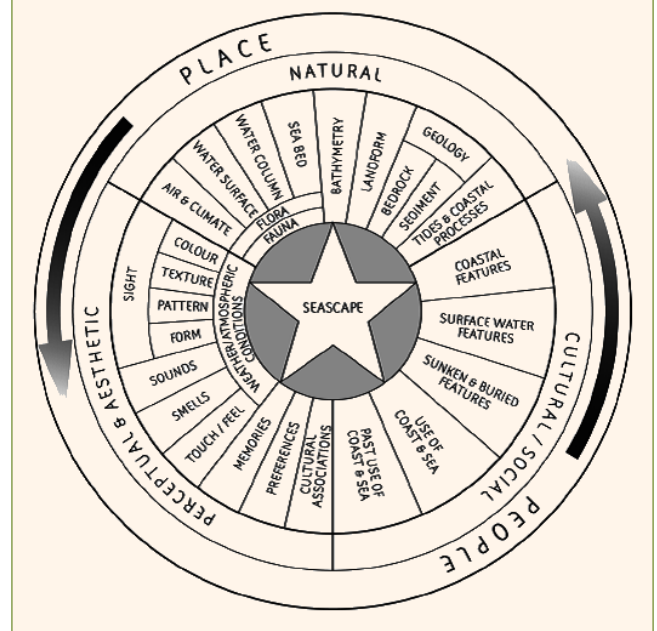 PLACE
NATURAL
AIR & CLIMATE
WATER SURFACE
WATER COLUMN
SEA BED
BATHYMETRY
LANDFORM
GEOLOGY
BEDROCK
SEDIMENT
TIDES & COASTAL
PROCESSES
FLORA
FAUNA
SEASCAPE
CULTURAL / SOCIAL
COASTAL
FEATURES
SURFACE WATER
FEATURES
SUNKEN & BURIED
FEATURES
USE OF
COAST & SEA
PAST USE OF
COAST & SEA
PEOPLE
PERCEPTUAL & AESTHETIC
CULTURAL
ASSOCIATIONS
PREFERENCES
MEMORIES
TOUCH / FEEL
SMELLS
SOUNDS
SIGHT
FORM
PATTERN
TEXTURE
COLOUR
WEATHER/ATMOSPHERIC
CONDITIONS